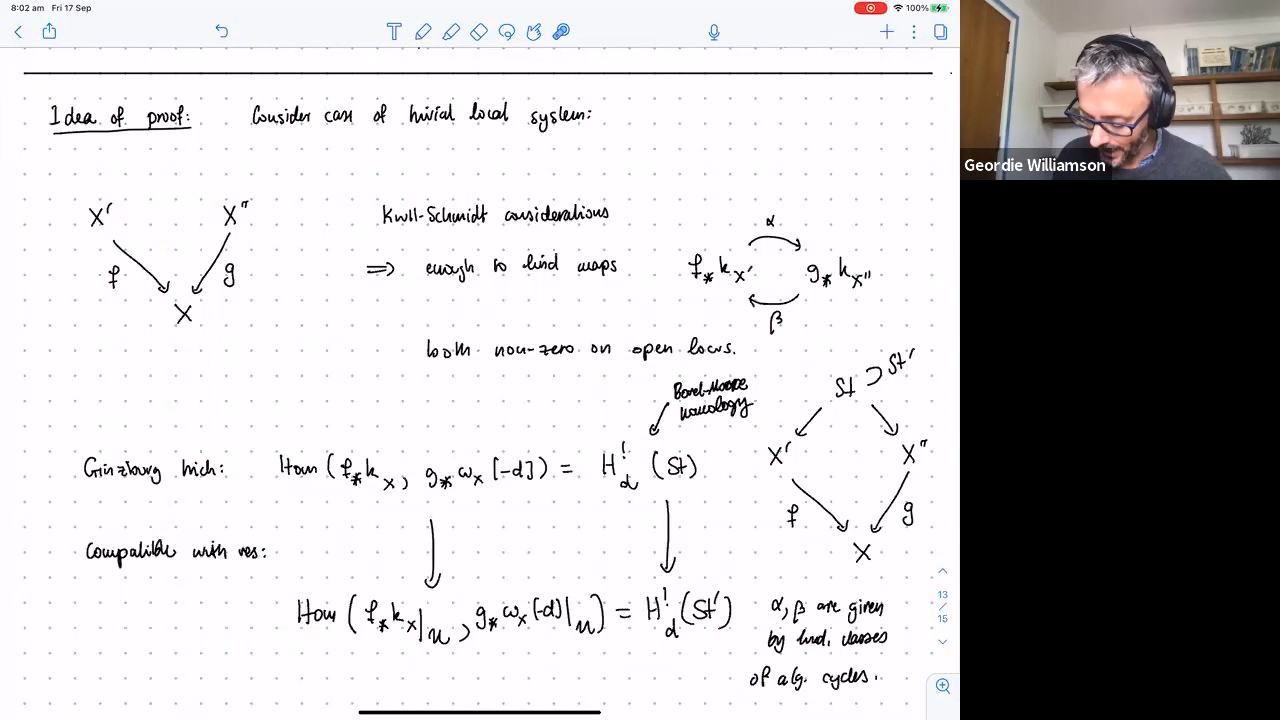 8:02 am Fri 17 Sep
100%
Geordie Williamson
Idea of proof: Consider case of trivial local system:
X' X"
f g
X
Krull-Schmidt considerations
⟹ enough to find maps
α
f_* k_X' g_* k_X"
β
both non-zero on open locus.
Borel-Moore homology
St ⊃ St'
X' X"
f g
X
Ginzburg trick: Hom(f_* k_X, g_* ω_X [-d]) = H^!_d (St)
Compatible with res:
Hom(f_* k_X|_U, g_* ω_X [-d]|_U) = H^!_d (St')
α, β are given
by fund. classes
of alg. cycles.
13
/
15